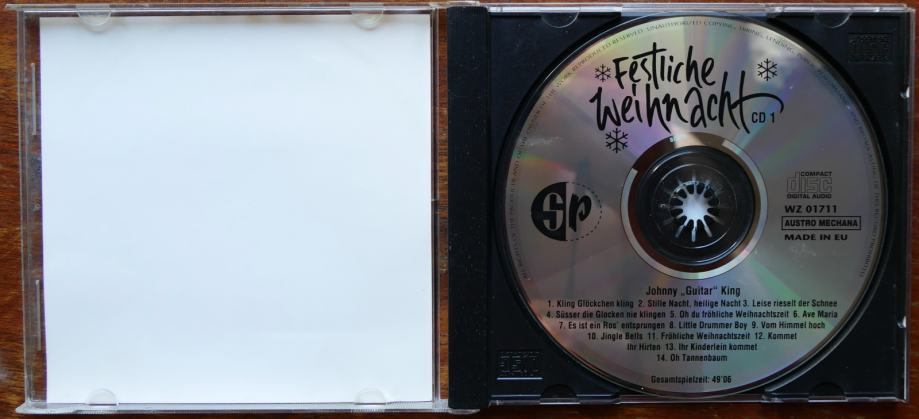 Festliche
Weihnacht
CD 1
COMPACT
disc
DIGITAL AUDIO
sp
WZ 01711
AUSTRO MECHANA
MADE IN EU
Johnny „Guitar" King
1. Kling Glöckchen kling 2. Stille Nacht, heilige Nacht 3. Leise rieselt der Schnee
4. Süsser die Glocken nie klingen 5. Oh du fröhliche Weihnachtszeit 6. Ave Maria
7. Es ist ein Ros' entsprungen 8. Little Drummer Boy 9. Vom Himmel hoch
10. Jingle Bells 11. Fröhliche Weihnachtszeit 12. Kommet
Ihr Hirten 13. Ihr Kinderlein kommet
14. Oh Tannenbaum
Gesamtspielzeit: 49'06